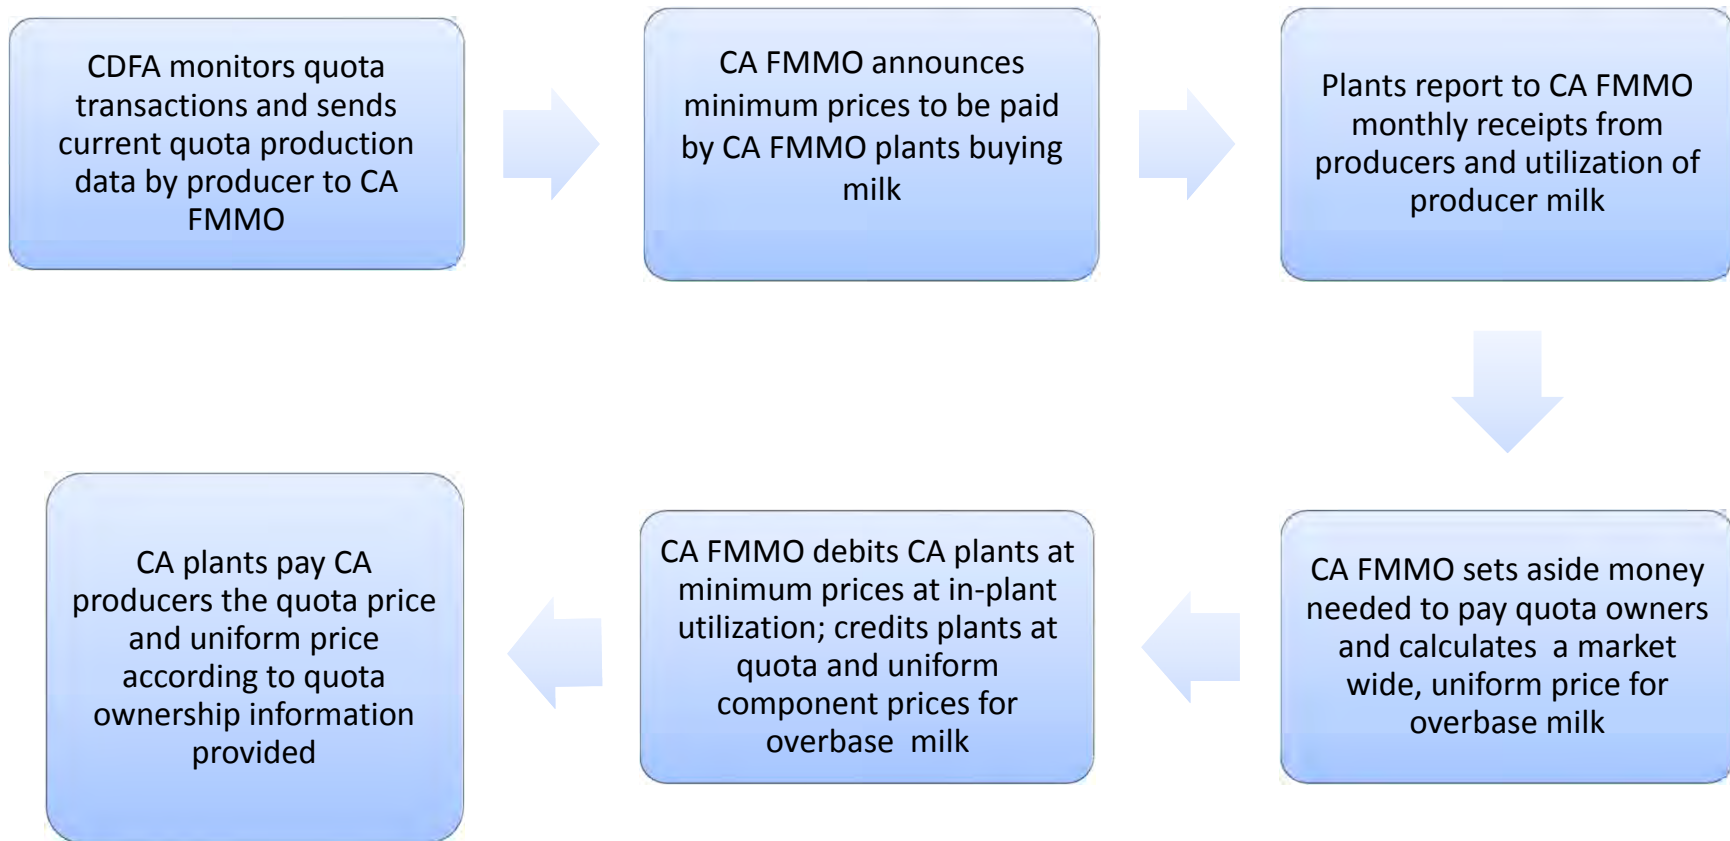 CDFA monitors quota
transactions and sends
current quota production
data by producer to CA
FMMO
CA FMMO announces
minimum prices to be paid
by CA FMMO plants buying
milk
Plants report to CA FMMO
monthly receipts from
producers and utilization of
producer milk
CA FMMO sets aside money
needed to pay quota owners
and calculates  a market
wide, uniform price for
overbase milk
CA FMMO debits CA plants at
minimum prices at in-plant
utilization; credits plants at
quota and uniform
component prices for
overbase  milk
CA plants pay CA
producers the quota price
and uniform price
according to quota
ownership information
provided